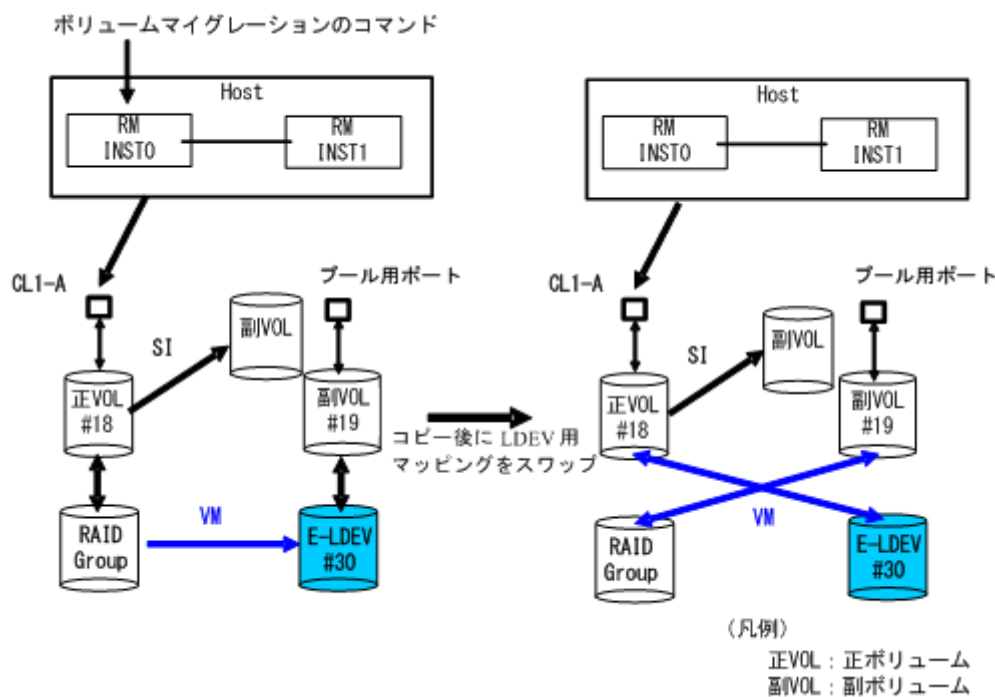 ボリュームマイグレーションのコマンド
Host
RM
INST0
RM
INST1
CL1-A
プール用ポート
SI
副VOL
正VOL
#18
副VOL
#19
VM
RAID
Group
E-LDEV
#30
コピー後に LDEV 用
マッピングをスワップ
Host
RM
INST0
RM
INST1
CL1-A
プール用ポート
SI
副VOL
正VOL
#18
副VOL
#19
VM
RAID
Group
E-LDEV
#30
（凡例）
正VOL：正ボリューム
副VOL：副ボリューム